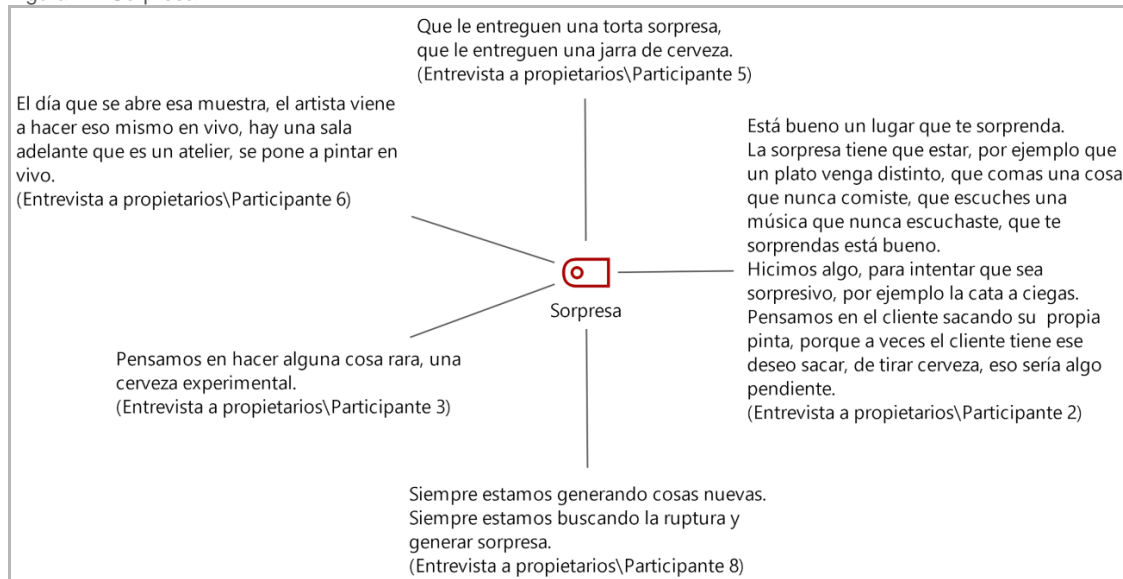 Que le entreguen una torta sorpresa,
que le entreguen una jarra de cerveza.
(Entrevista a propietarios\Participante 5)
El día que se abre esa muestra, el artista viene
a hacer eso mismo en vivo, hay una sala
adelante que es un atelier, se pone a pintar en
vivo.
(Entrevista a propietarios\Participante 6)
Está bueno un lugar que te sorprenda.
La sorpresa tiene que estar, por ejemplo que
un plato venga distinto, que comas una cosa
que nunca comiste, que escuches una
música que nunca escuchaste, que te
sorprendas está bueno.
Hicimos algo, para intentar que sea
sorpresivo, por ejemplo la cata a ciegas.
Pensamos en el cliente sacando su propia
pinta, porque a veces el cliente tiene ese
deseo sacar, de tirar cerveza, eso sería algo
pendiente.
(Entrevista a propietarios\Participante 2)
Sorpresa
Pensamos en hacer alguna cosa rara, una
cerveza experimental.
(Entrevista a propietarios\Participante 3)
Siempre estamos generando cosas nuevas.
Siempre estamos buscando la ruptura y
generar sorpresa.
(Entrevista a propietarios\Participante 8)